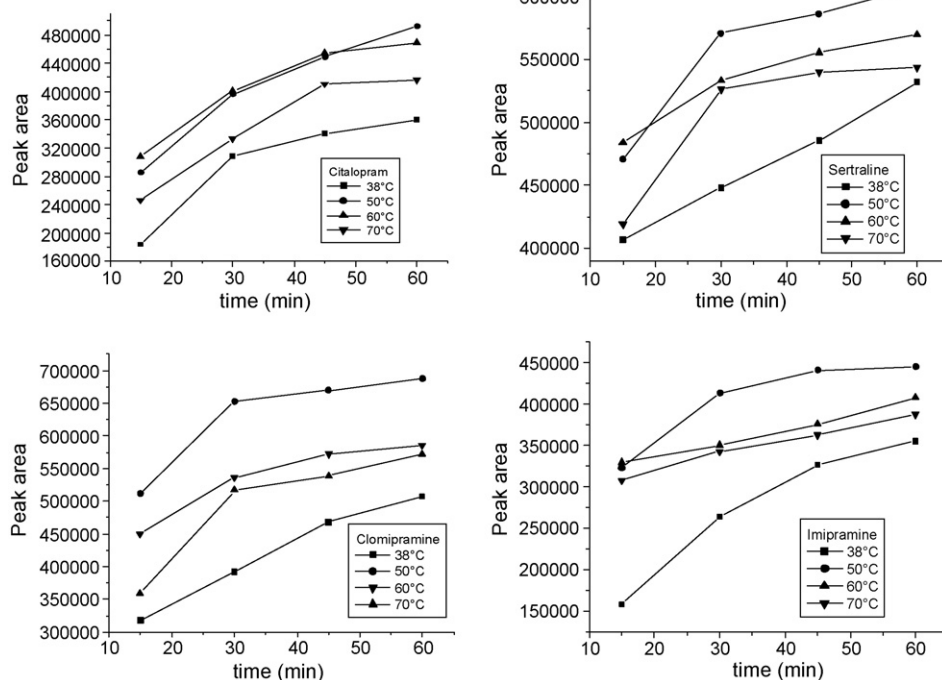 480000
440000
400000
360000
320000
280000
240000
200000
160000
Peak area
Citalopram
38°C
50°C
60°C
70°C
10 20 30 40 50 60
time (min)
550000
500000
450000
400000
Peak area
Sertraline
38°C
50°C
60°C
70°C
10 20 30 40 50 60
time (min)
700000
650000
600000
550000
500000
450000
400000
350000
300000
Peak area
Clomipramine
38°C
50°C
60°C
70°C
10 20 30 40 50 60
time (min)
450000
400000
350000
300000
250000
200000
150000
Peak area
Imipramine
38°C
50°C
60°C
70°C
10 20 30 40 50 60
time (min)